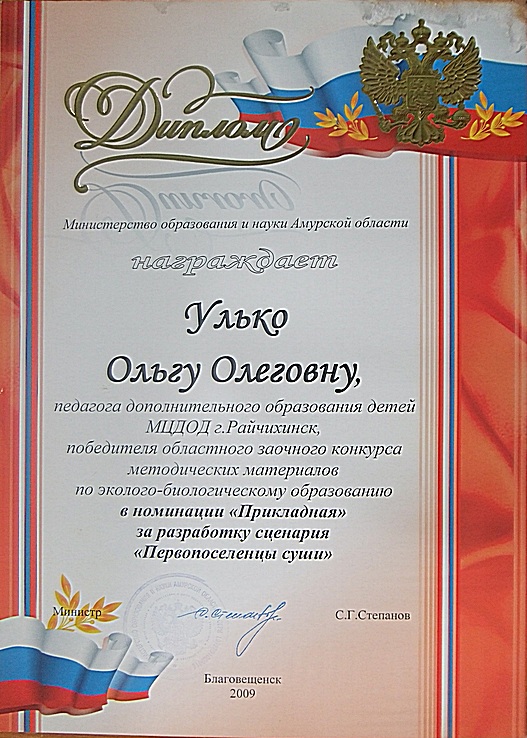 Диплом
Министерство образования и науки Амурской области
награждает
Улько
Ольгу Олеговну,
педагога дополнительного образования детей
МЦДОД г.Райчихинск,
победителя областного заочного конкурса
методических материалов
по эколого-биологическому образованию
в номинации «Прикладная»
за разработку сценария
«Первопоселенцы суши»
Министр С.Г.Степанов
Благовещенск
2009